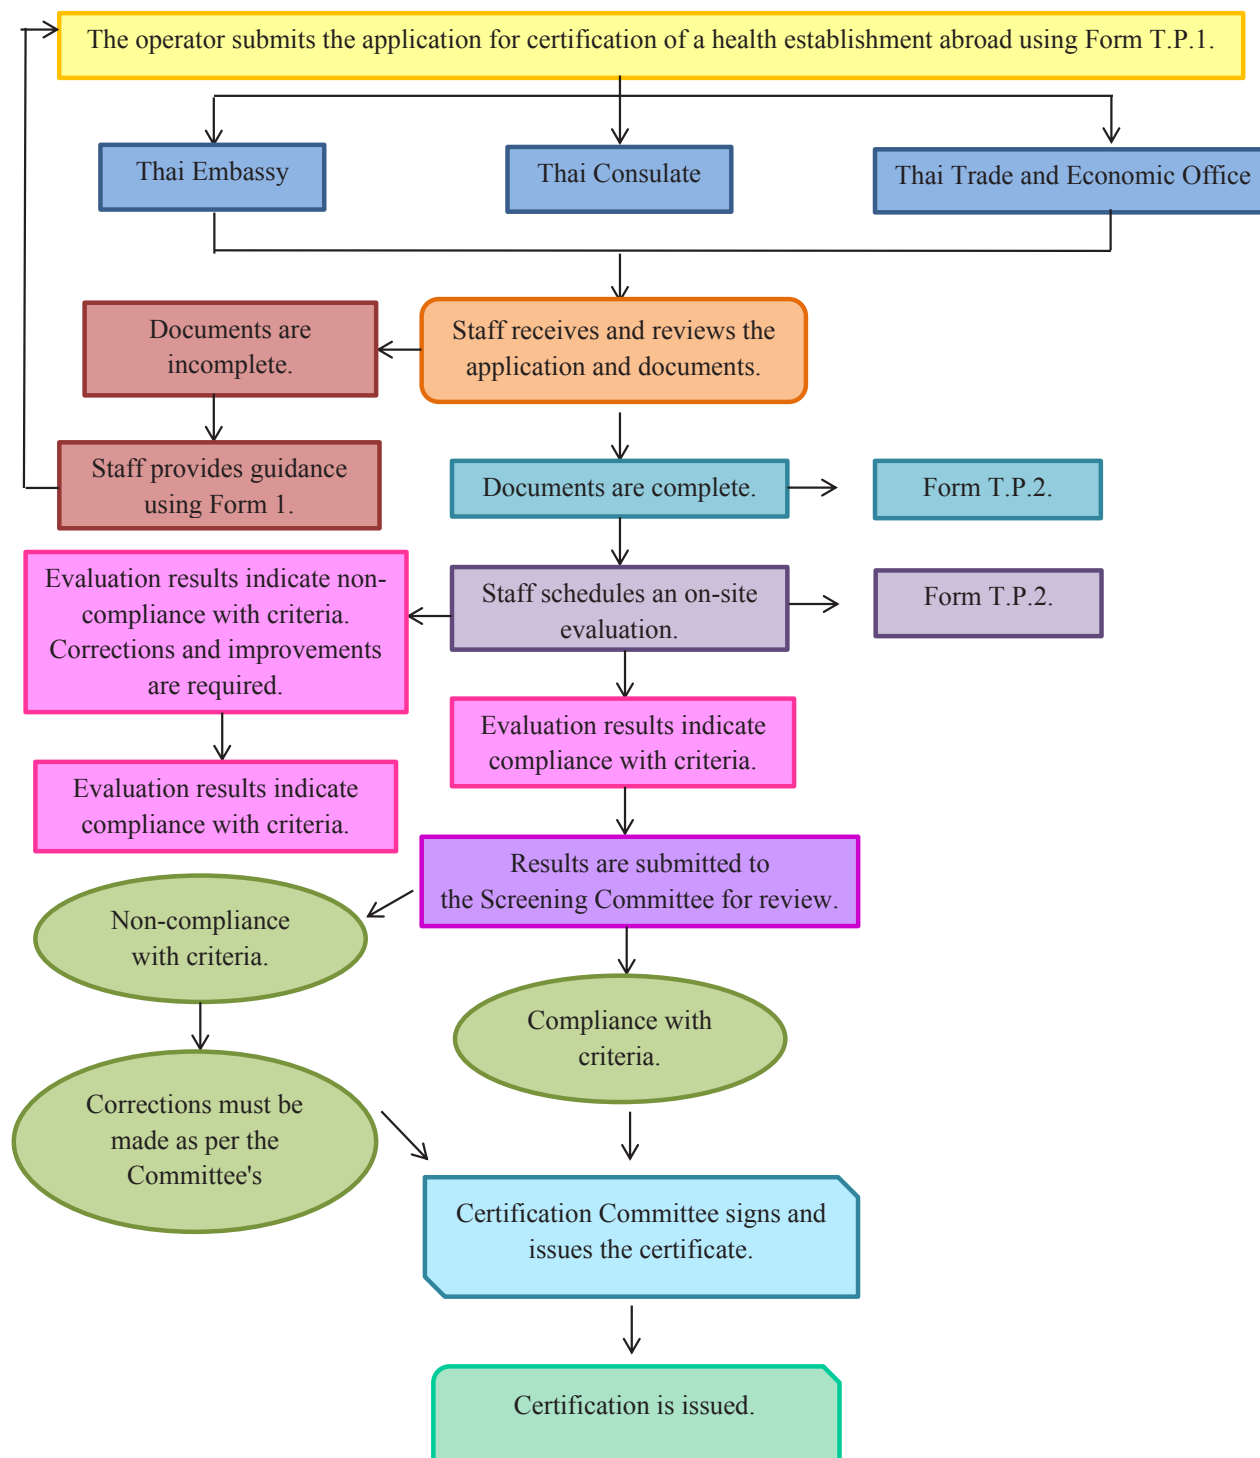 The operator submits the application for certification of a health establishment abroad using Form T.P.1.
Thai Embassy
Thai Consulate
Thai Trade and Economic Office
Documents are
incomplete.
Staff receives and reviews the
application and documents.
Staff provides guidance
using Form 1.
Documents are complete.
Form T.P.2.
Evaluation results indicate non-
compliance with criteria.
Corrections and improvements
are required.
Staff schedules an on-site
evaluation.
Form T.P.2.
Evaluation results indicate
compliance with criteria.
Evaluation results indicate
compliance with criteria.
Results are submitted to
the Screening Committee for review.
Non-compliance
with criteria.
Compliance with
criteria.
Corrections must be
made as per the
Committee's
Certification Committee signs and
issues the certificate.
Certification is issued.